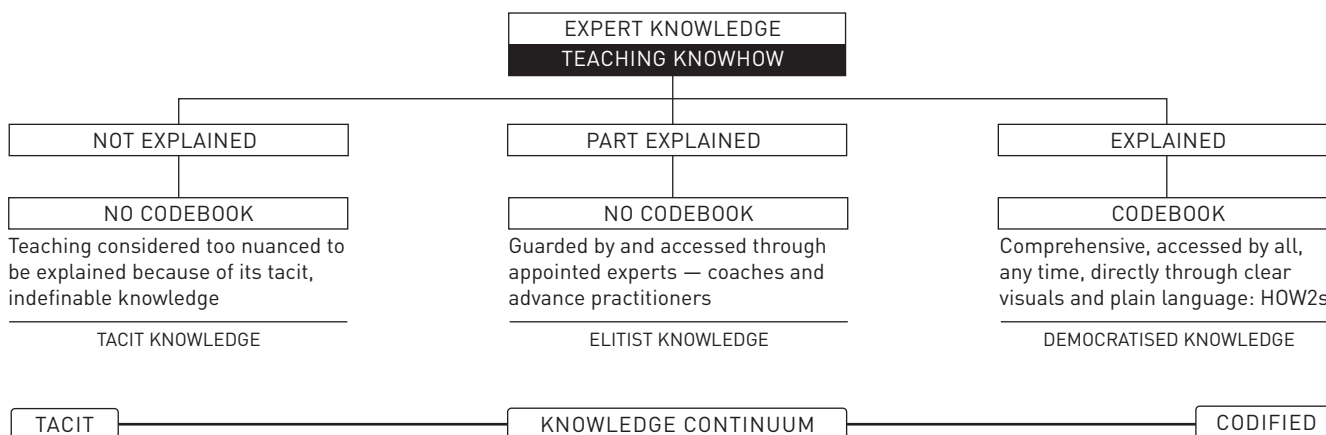 EXPERT KNOWLEDGE
TEACHING KNOWHOW
NOT EXPLAINED
PART EXPLAINED
EXPLAINED
NO CODEBOOK
NO CODEBOOK
CODEBOOK
Teaching considered too nuanced to
be explained because of its tacit,
indefinable knowledge
Guarded by and accessed through
appointed experts — coaches and
advance practitioners
Comprehensive, accessed by all,
any time, directly through clear
visuals and plain language: HOW2s
TACIT KNOWLEDGE
ELITIST KNOWLEDGE
DEMOCRATISED KNOWLEDGE
TACIT
KNOWLEDGE CONTINUUM
CODIFIED